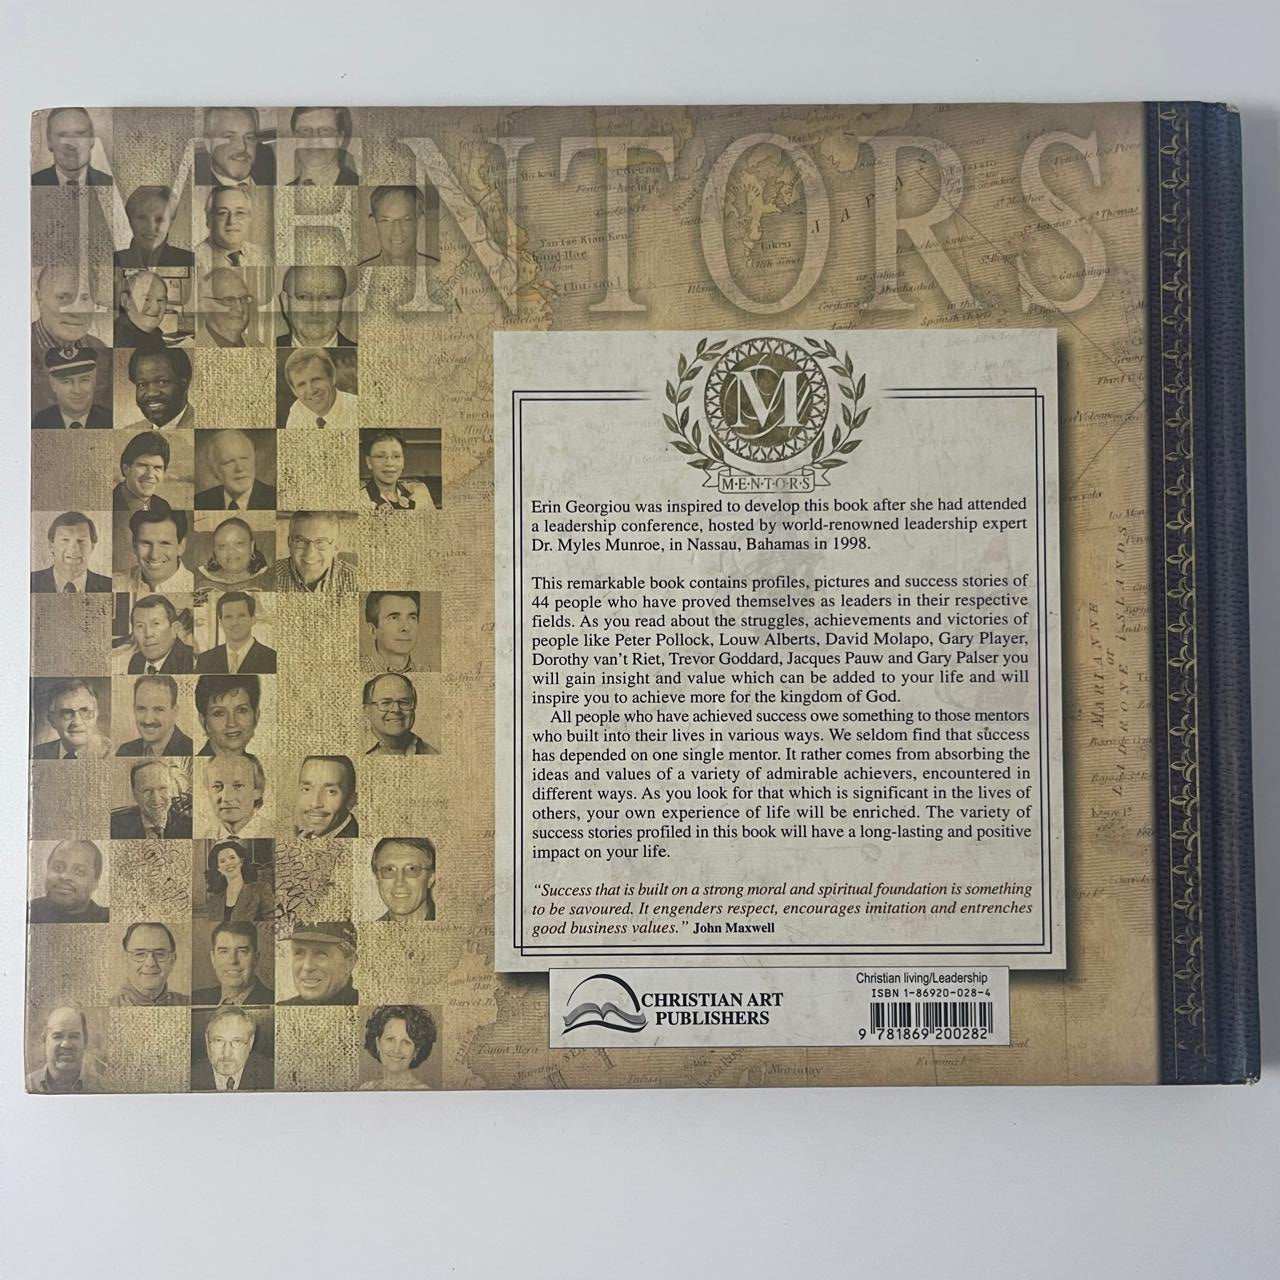 MENTORS
JAPA
Yan tse Kian Ken
Spanish Charts
Guadalupa
MARIANNE
or
LADRONE ISLANDS
M
M·E·N·T·O·R·S
Erin Georgiou was inspired to develop this book after she had attended
a leadership conference, hosted by world-renowned leadership expert
Dr. Myles Munroe, in Nassau, Bahamas in 1998.
This remarkable book contains profiles, pictures and success stories of
44 people who have proved themselves as leaders in their respective
fields. As you read about the struggles, achievements and victories of
people like Peter Pollock, Louw Alberts, David Molapo, Gary Player,
Dorothy van't Riet, Trevor Goddard, Jacques Pauw and Gary Palser you
will gain insight and value which can be added to your life and will
inspire you to achieve more for the kingdom of God.
All people who have achieved success owe something to those mentors
who built into their lives in various ways. We seldom find that success
has depended on one single mentor. It rather comes from absorbing the
ideas and values of a variety of admirable achievers, encountered in
different ways. As you look for that which is significant in the lives of
others, your own experience of life will be enriched. The variety of
success stories profiled in this book will have a long-lasting and positive
impact on your life.
"Success that is built on a strong moral and spiritual foundation is something
to be savoured. It engenders respect, encourages imitation and entrenches
good business values." John Maxwell
CHRISTIAN ART
PUBLISHERS
Christian living/Leadership
ISBN 1-86920-028-4
9 781869 200282